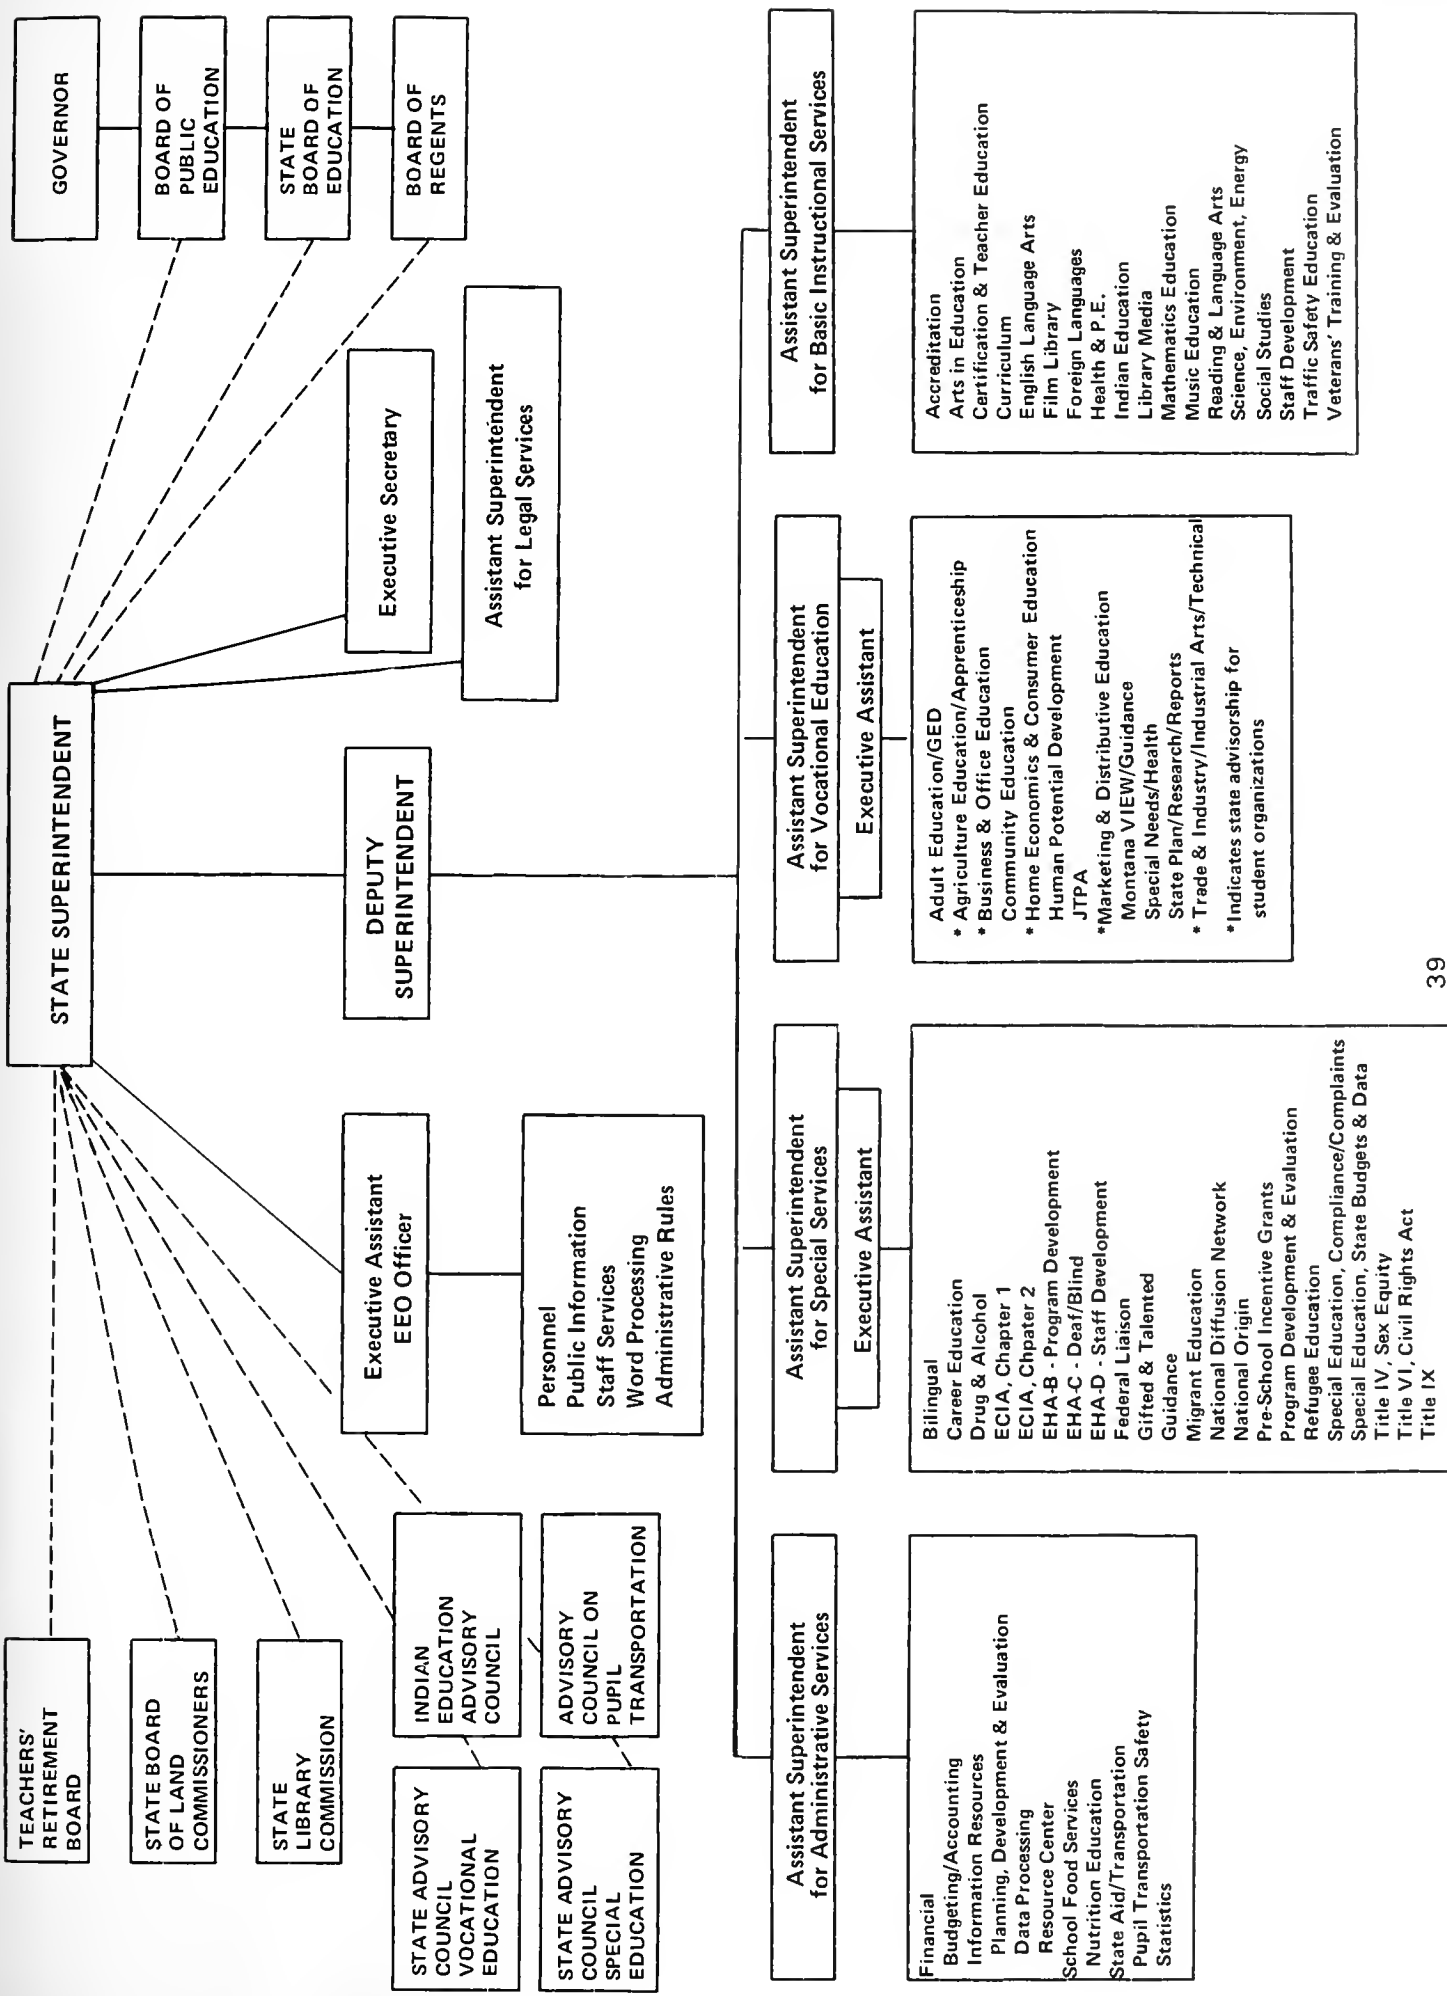 STATE SUPERINTENDENT
TEACHERS'
RETIREMENT
BOARD
STATE BOARD
OF LAND
COMMISSIONERS
STATE
LIBRARY
COMMISSION
STATE ADVISORY
COUNCIL
VOCATIONAL
EDUCATION
INDIAN
EDUCATION
ADVISORY
COUNCIL
STATE ADVISORY
COUNCIL
SPECIAL
EDUCATION
ADVISORY
COUNCIL ON
PUPIL
TRANSPORTATION
GOVERNOR
BOARD OF
PUBLIC
EDUCATION
STATE
BOARD OF
EDUCATION
BOARD OF
REGENTS
Executive Assistant
EEO Officer
Personnel
Public Information
Staff Services
Word Processing
Administrative Rules
DEPUTY
SUPERINTENDENT
Executive Secretary
Assistant Superintendent
for Legal Services
Assistant Superintendent
for Administrative Services
Financial
Budgeting/Accounting
Information Resources
Planning, Development & Evaluation
Data Processing
Resource Center
School Food Services
Nutrition Education
State Aid/Transportation
Pupil Transportation Safety
Statistics
Assistant Superintendent
for Special Services
Executive Assistant
Bilingual
Career Education
Drug & Alcohol
ECIA, Chapter 1
ECIA, Chpater 2
EHA-B - Program Development
EHA-C - Deaf/Blind
EHA-D - Staff Development
Federal Liaison
Gifted & Talented
Guidance
Migrant Education
National Diffusion Network
National Origin
Pre-School Incentive Grants
Program Development & Evaluation
Refugee Education
Special Education, Compliance/Complaints
Special Education, State Budgets & Data
Title IV, Sex Equity
Title VI, Civil Rights Act
Title IX
Assistant Superintendent
for Vocational Education
Executive Assistant
Adult Education/GED
* Agriculture Education/Apprenticeship
* Business & Office Education
Community Education
* Home Economics & Consumer Education
Human Potential Development
JTPA
*Marketing & Distributive Education
Montana VIEW/Guidance
Special Needs/Health
State Plan/Research/Reports
* Trade & Industry/Industrial Arts/Technical
*Indicates state advisorship for
student organizations
Assistant Superintendent
for Basic Instructional Services
Accreditation
Arts in Education
Certification & Teacher Education
Curriculum
English Language Arts
Film Library
Foreign Languages
Health & P.E.
Indian Education
Library Media
Mathematics Education
Music Education
Reading & Language Arts
Science, Environment, Energy
Social Studies
Staff Development
Traffic Safety Education
Veterans' Training & Evaluation
39